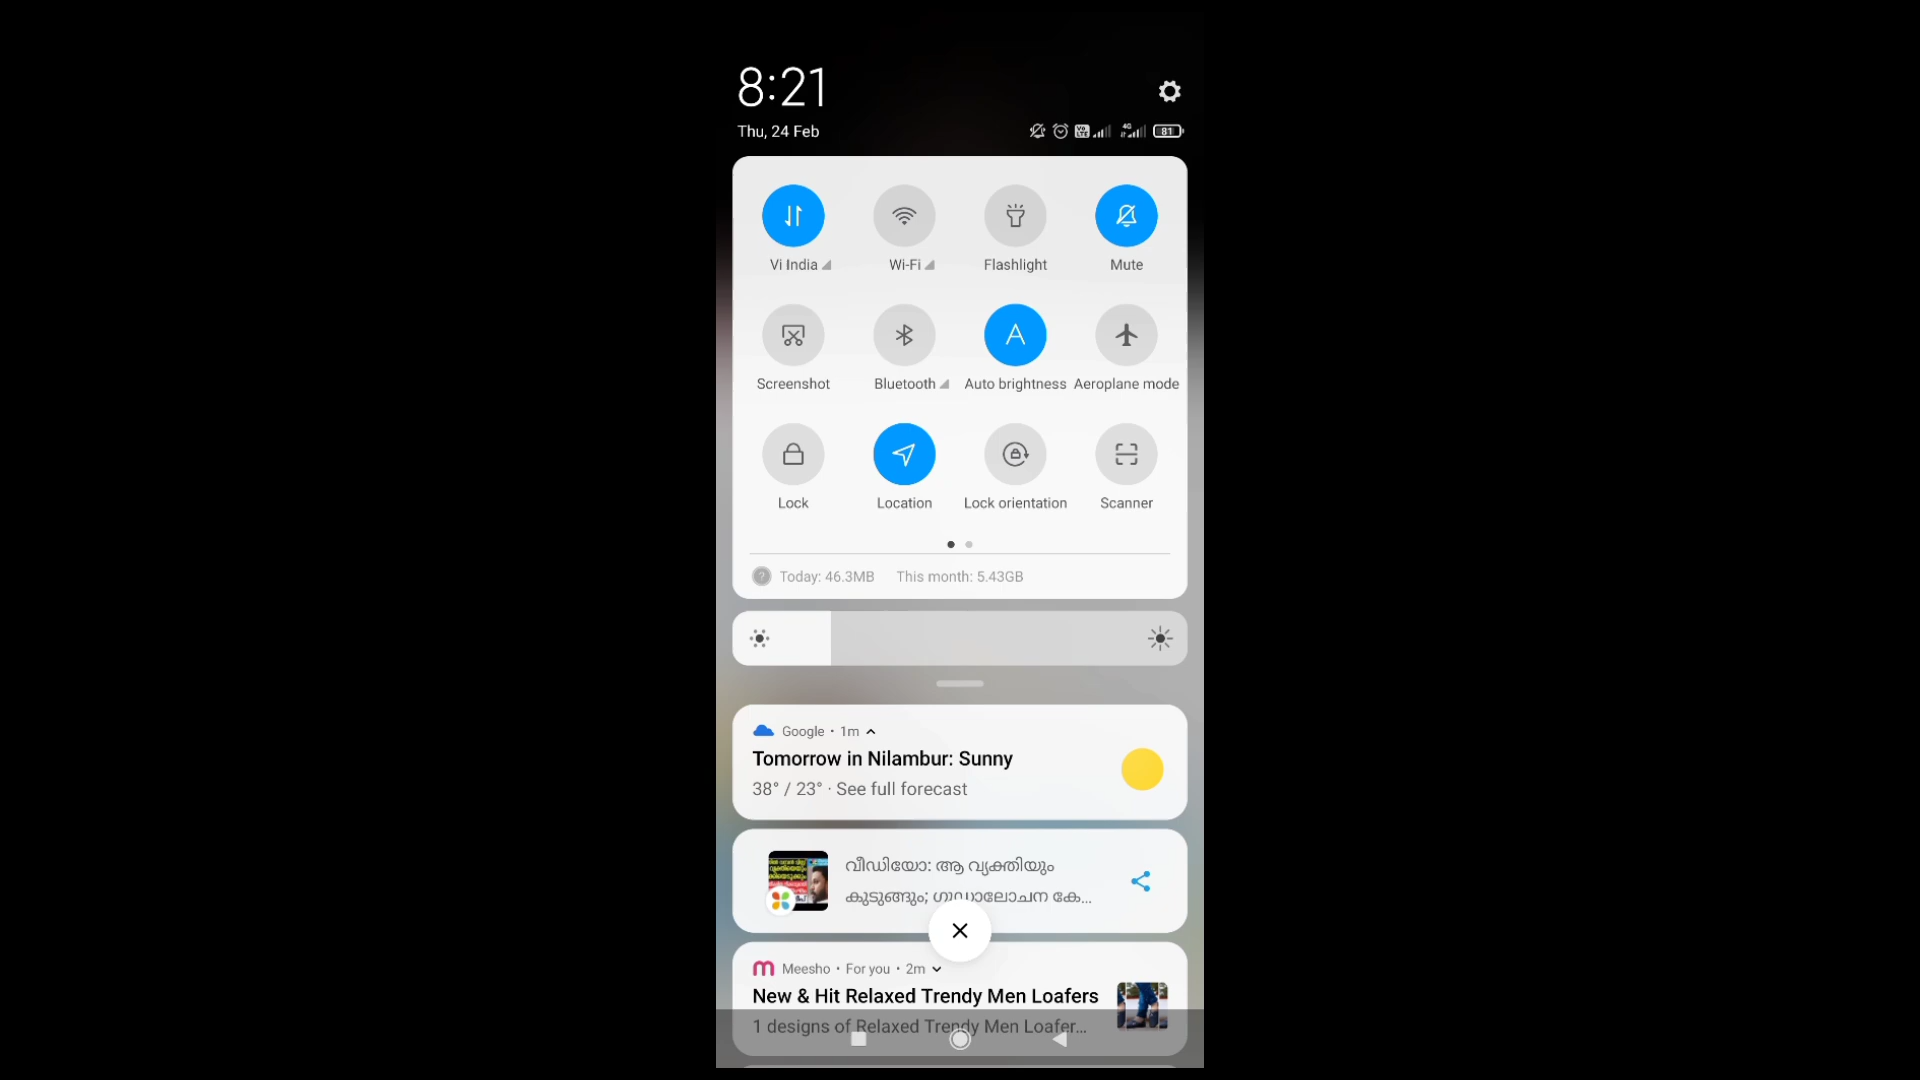 8:21
Thu, 24 Feb
4G
81
Vi India
Wi-Fi
Flashlight
Mute
Screenshot
Bluetooth
Auto brightness
Aeroplane mode
Lock
Location
Lock orientation
Scanner
Today: 46.3MB This month: 5.43GB
Google • 1m
Tomorrow in Nilambur: Sunny
38° / 23° · See full forecast
വീഡിയോ: ആ വ്യക്തിയും
കുടുങ്ങും; ഗൂഢാലോചന കേ...
Meesho • For you • 2m
New & Hit Relaxed Trendy Men Loafers
1 designs of Relaxed Trendy Men Loafer...